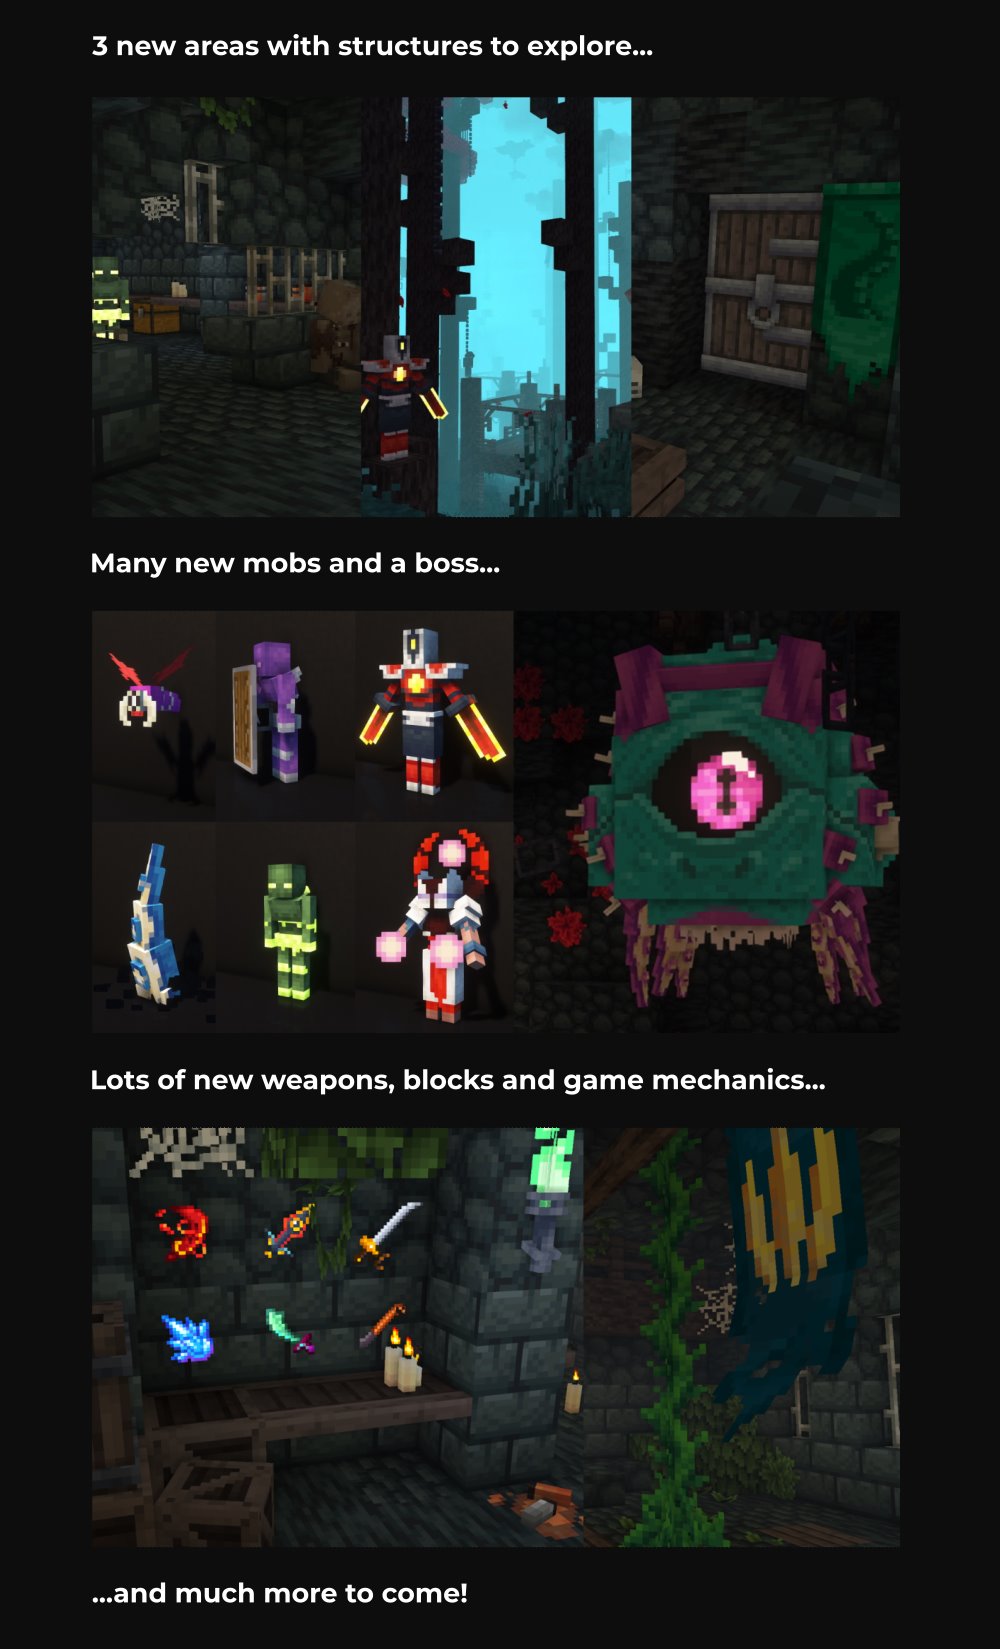 3 new areas with structures to explore...
Many new mobs and a boss...
Lots of new weapons, blocks and game mechanics...
...and much more to come!